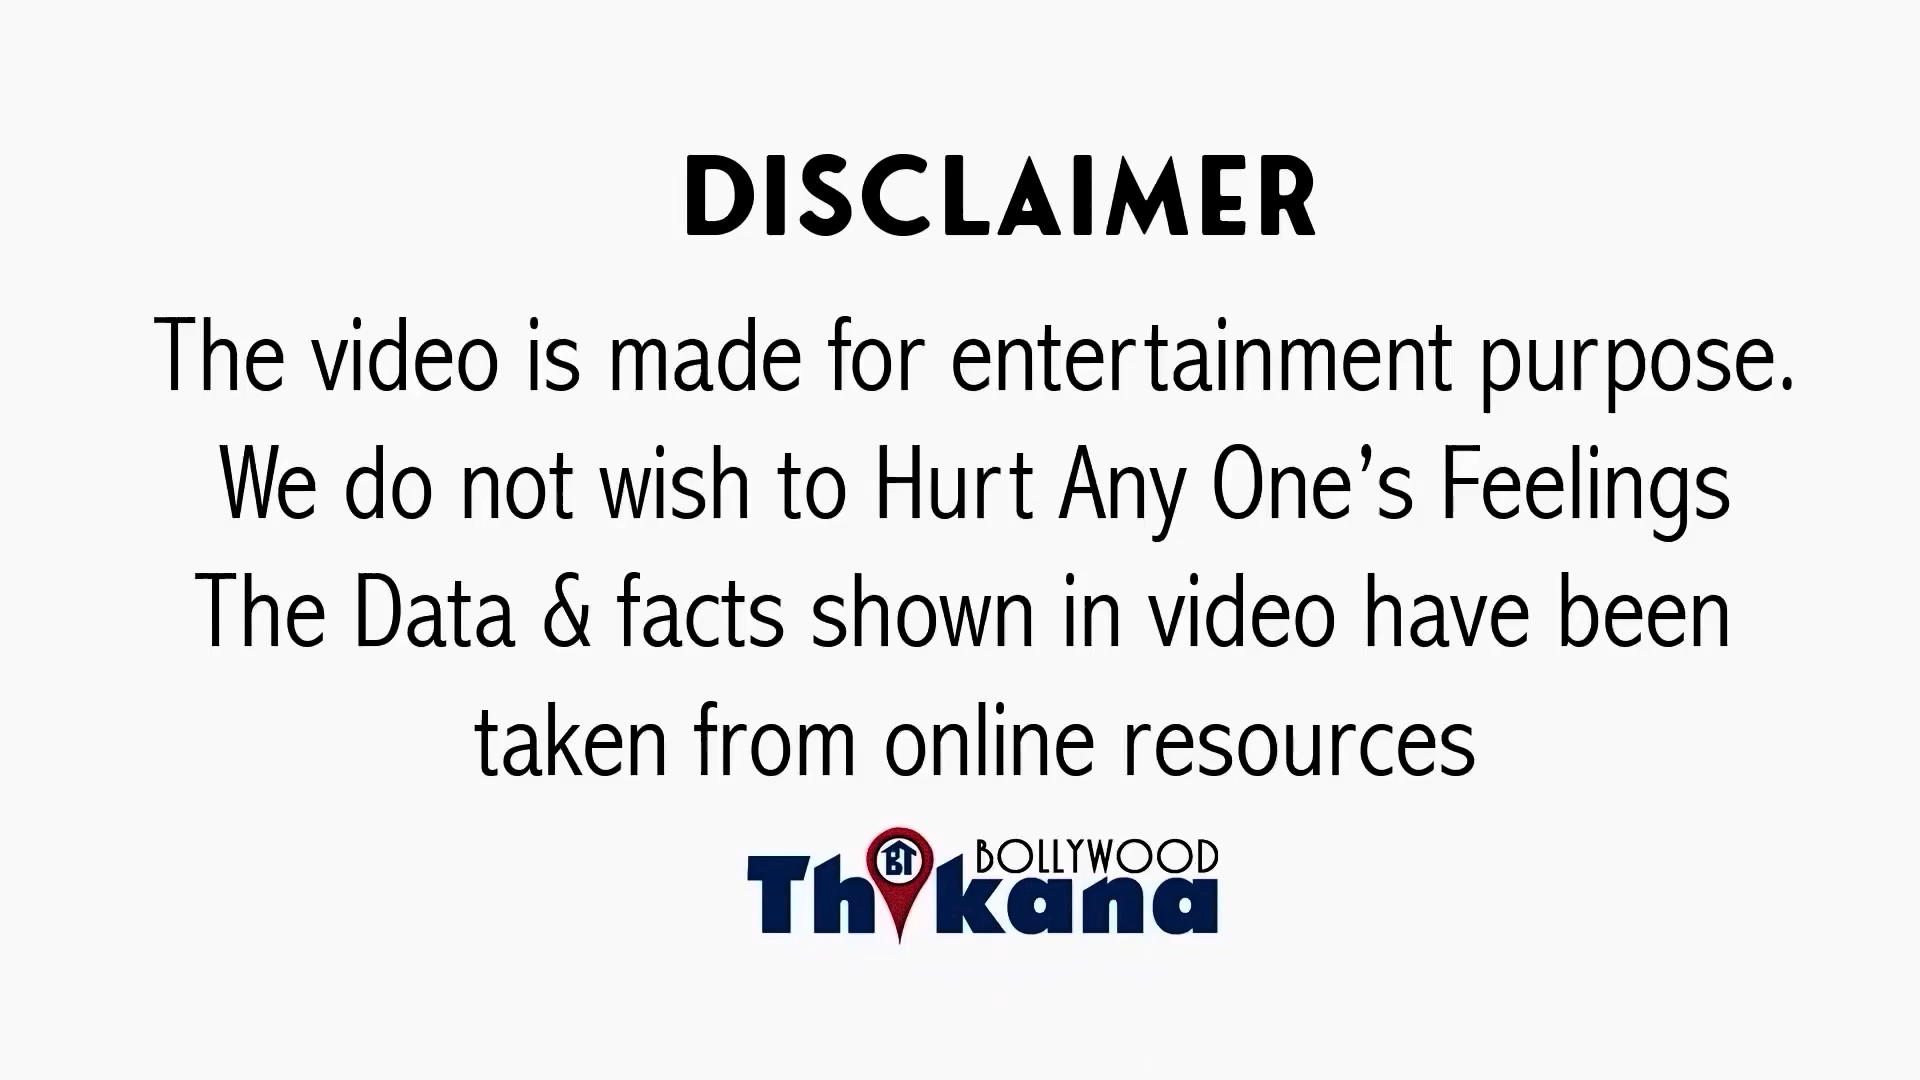 DISCLAIMER
The video is made for entertainment purpose.
We do not wish to Hurt Any One’s Feelings
The Data & facts shown in video have been
taken from online resources
BOLLYWOOD
BT
Thikana